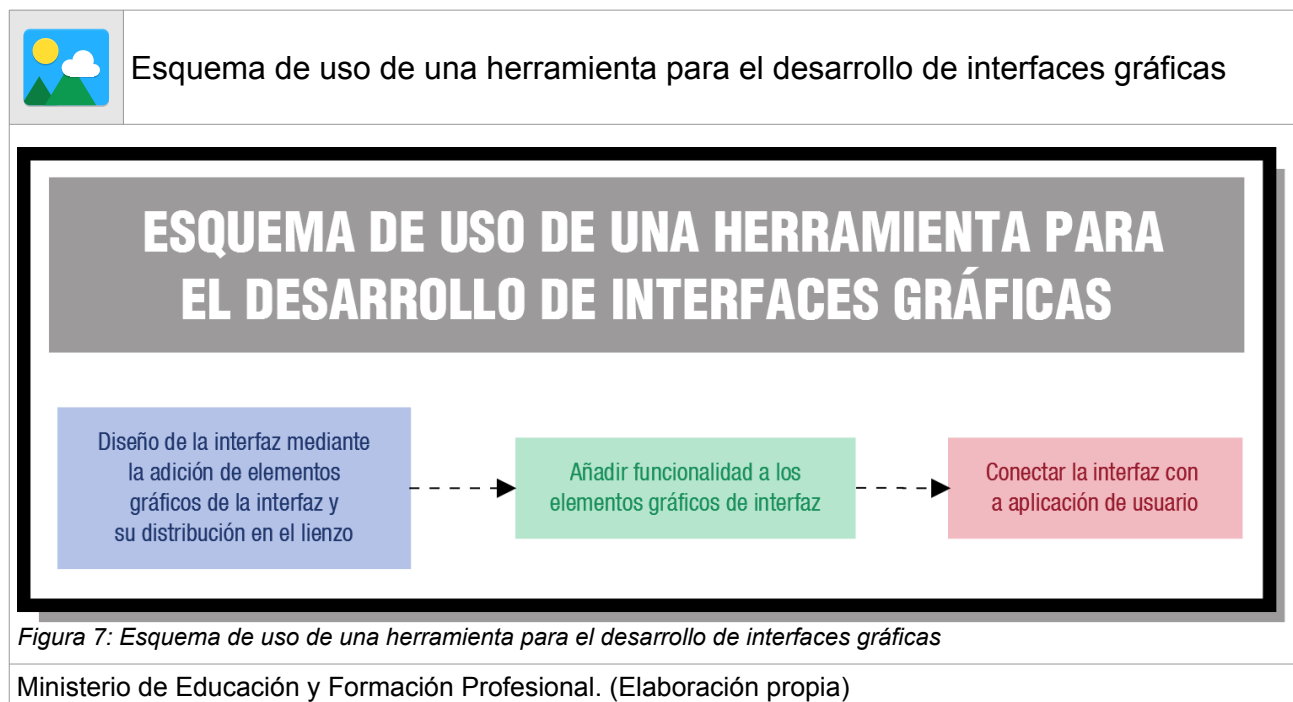 Esquema de uso de una herramienta para el desarrollo de interfaces gráficas
ESQUEMA DE USO DE UNA HERRAMIENTA PARA
EL DESARROLLO DE INTERFACES GRÁFICAS
Diseño de la interfaz mediante
la adición de elementos
gráficos de la interfaz y
su distribución en el lienzo
Añadir funcionalidad a los
elementos gráficos de interfaz
Conectar la interfaz con
a aplicación de usuario
Figura 7: Esquema de uso de una herramienta para el desarrollo de interfaces gráficas
Ministerio de Educación y Formación Profesional. (Elaboración propia)